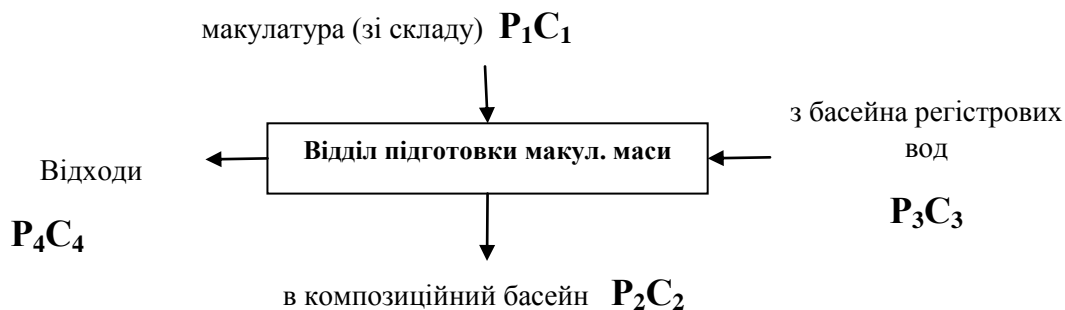 макулатура (зі складу) P₁C₁
з басейна регістрових
вод
P₃C₃
Відділ підготовки макул. маси
Відходи
P₄C₄
в композиційний басейн P₂C₂